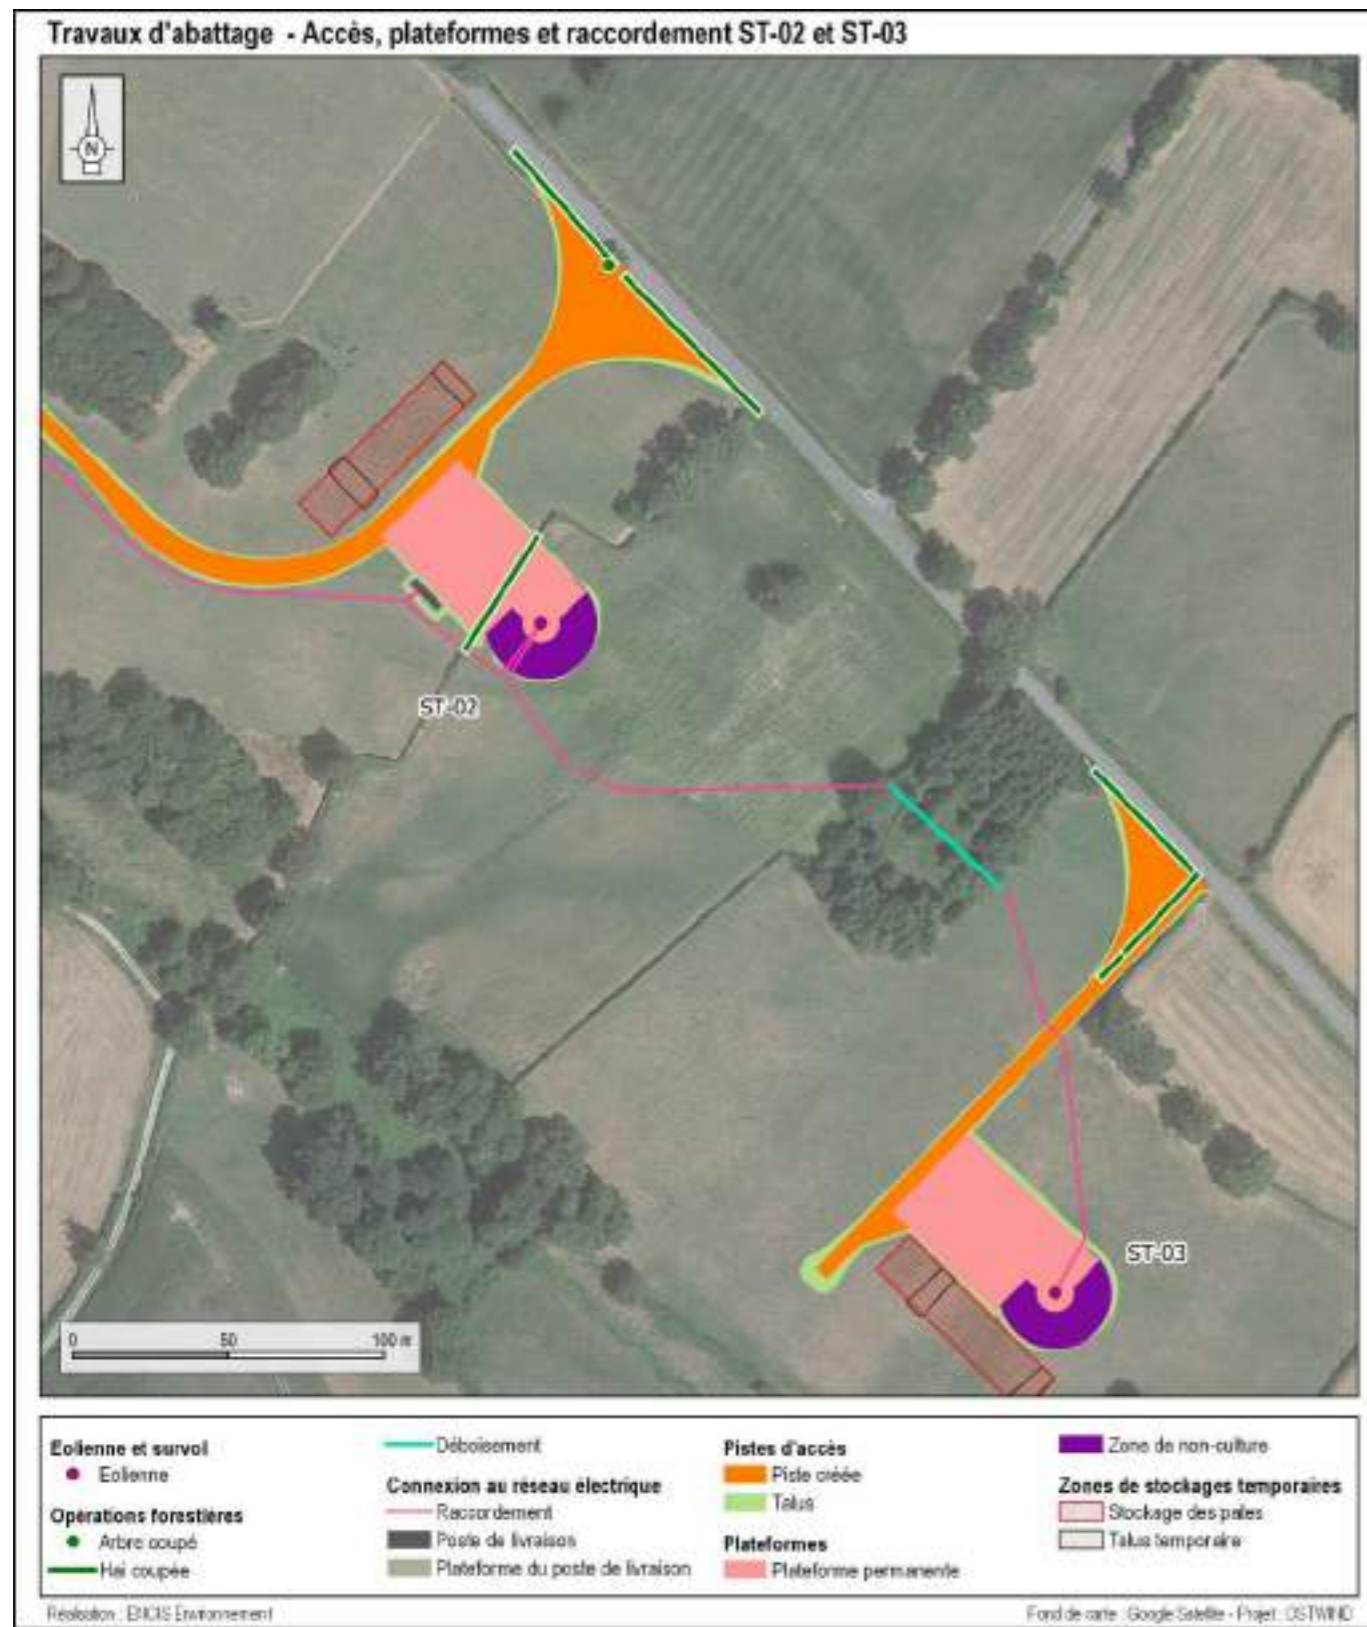 Travaux d'abattage - Accès, plateformes et raccordement ST-02 et ST-03
N
ST-02
ST-03
0 50 100 m
Eolienne et survol
Eolienne
Opérations forestières
Arbre coupé
Hai coupée
Déboisement
Connexion au réseau électrique
Raccordement
Poste de livraison
Plateforme du poste de livraison
Pistes d'accès
Piste créée
Talus
Plateformes
Plateforme permanente
Zone de non-culture
Zones de stockages temporaires
Stockage des pales
Talus temporaire
Réalisation : ENCIS Environnement
Fond de carte : Google Satellite - Projet : OSTWIND